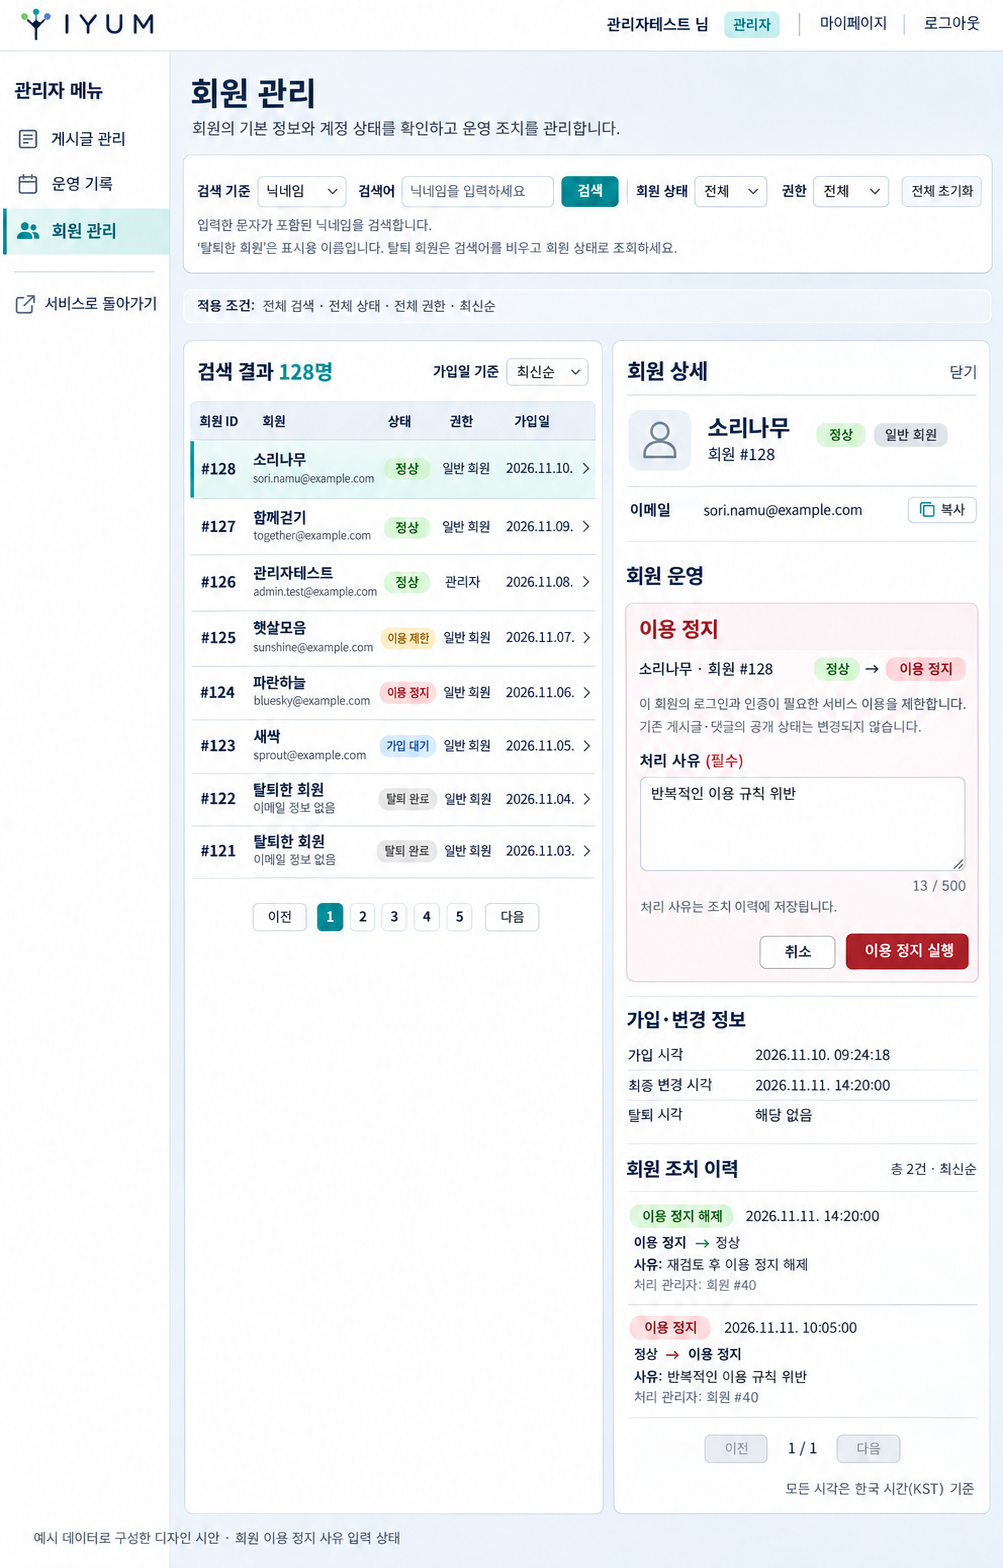 IYUM
관리자테스트 님 관리자 마이페이지 로그아웃
관리자 메뉴
게시글 관리
운영 기록
회원 관리
서비스로 돌아가기
회원 관리
회원의 기본 정보와 계정 상태를 확인하고 운영 조치를 관리합니다.
검색 기준 닉네임 검색어 닉네임을 입력하세요 검색 회원 상태 전체 권한 전체 전체 초기화
입력한 문자가 포함된 닉네임을 검색합니다.
'탈퇴한 회원'은 표시용 이름입니다. 탈퇴 회원은 검색어를 비우고 회원 상태로 조회하세요.
적용 조건: 전체 검색 · 전체 상태 · 전체 권한 · 최신순
검색 결과 128명 가입일 기준 최신순
회원 ID 회원 상태 권한 가입일
#128 소리나무 정상 일반 회원 2026.11.10.
sori.namu@example.com
#127 함께걷기 정상 일반 회원 2026.11.09.
together@example.com
#126 관리자테스트 정상 관리자 2026.11.08.
admin.test@example.com
#125 햇살모음 이용 제한 일반 회원 2026.11.07.
sunshine@example.com
#124 파란하늘 이용 정지 일반 회원 2026.11.06.
bluesky@example.com
#123 새싹 가입 대기 일반 회원 2026.11.05.
sprout@example.com
#122 탈퇴한 회원 탈퇴 완료 일반 회원 2026.11.04.
이메일 정보 없음
#121 탈퇴한 회원 탈퇴 완료 일반 회원 2026.11.03.
이메일 정보 없음
이전 1 2 3 4 5 다음
회원 상세 닫기
소리나무 정상 일반 회원
회원 #128
이메일 sori.namu@example.com 복사
회원 운영
이용 정지
소리나무 · 회원 #128 정상 → 이용 정지
이 회원의 로그인과 인증이 필요한 서비스 이용을 제한합니다.
기존 게시글·댓글의 공개 상태는 변경되지 않습니다.
처리 사유 (필수)
반복적인 이용 규칙 위반
13 / 500
처리 사유는 조치 이력에 저장됩니다.
취소 이용 정지 실행
가입·변경 정보
가입 시각 2026.11.10. 09:24:18
최종 변경 시각 2026.11.11. 14:20:00
탈퇴 시각 해당 없음
회원 조치 이력 총 2건 · 최신순
이용 정지 해제 2026.11.11. 14:20:00
이용 정지 → 정상
사유: 재검토 후 이용 정지 해제
처리 관리자: 회원 #40
이용 정지 2026.11.11. 10:05:00
정상 → 이용 정지
사유: 반복적인 이용 규칙 위반
처리 관리자: 회원 #40
이전 1 / 1 다음
모든 시각은 한국 시간(KST) 기준
예시 데이터로 구성한 디자인 시안 · 회원 이용 정지 사유 입력 상태